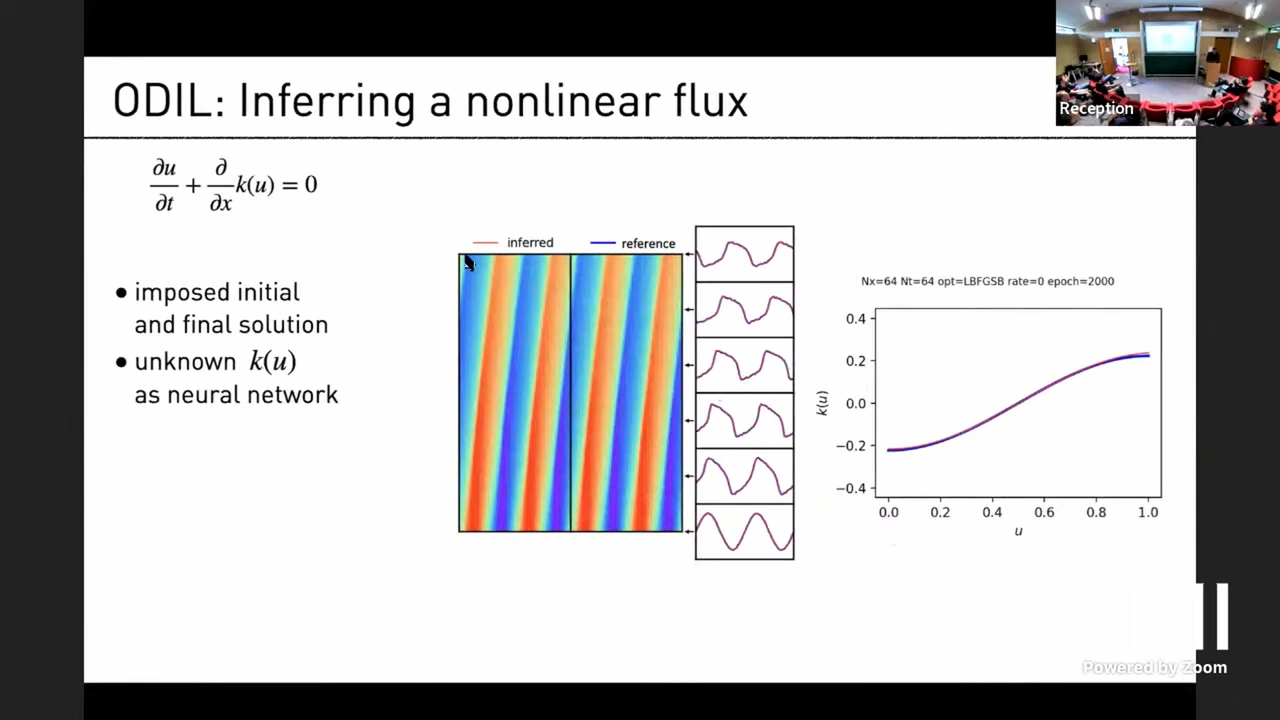 ODIL: Inferring a nonlinear flux
Reception
∂u/∂t + ∂/∂x k(u) = 0
• imposed initial
and final solution
• unknown k(u)
as neural network
inferred reference
Nx=64 Nt=64 opt=LBFGSB rate=0 epoch=2000
0.4
0.2
0.0
−0.2
−0.4
k(u)
0.0 0.2 0.4 0.6 0.8 1.0
u
Powered by Zoom